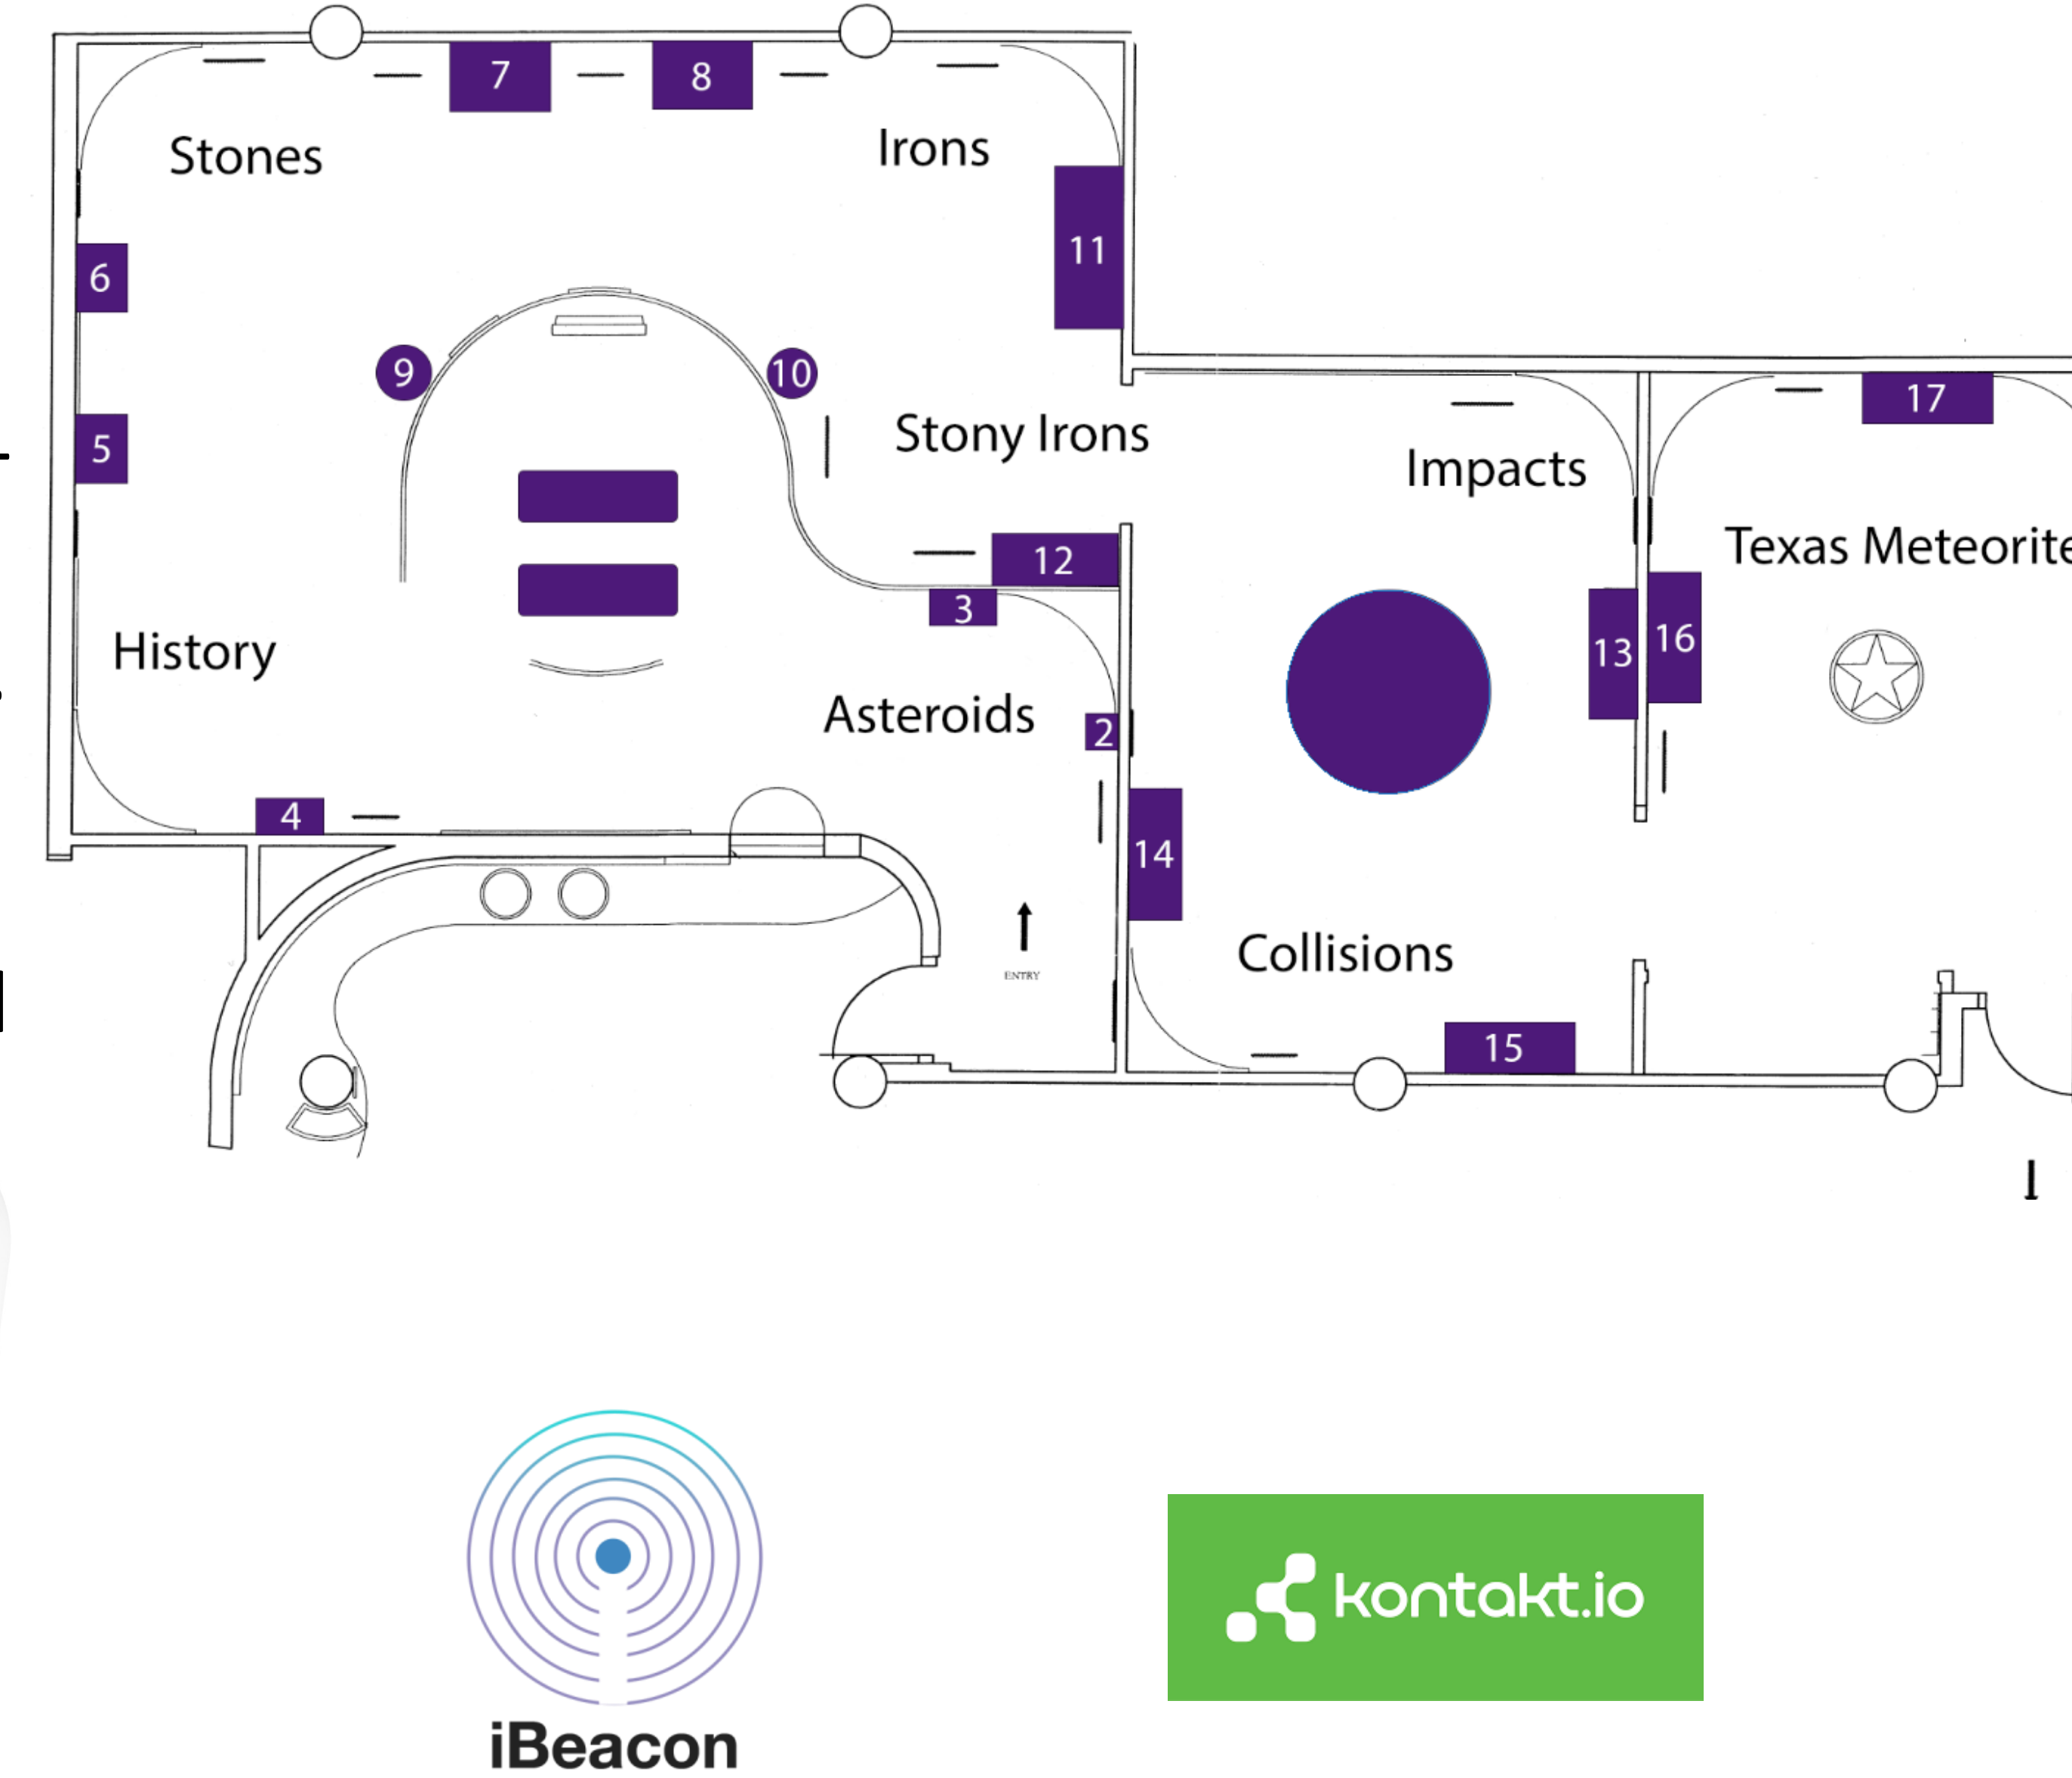 7
8
Stones
Irons
11
6
9
10
17
5
Stony Irons
Impacts
12
Texas Meteorite
3
13
16
History
Asteroids
2
4
14
Collisions
ENTRY
15
iBeacon
kontakt.io